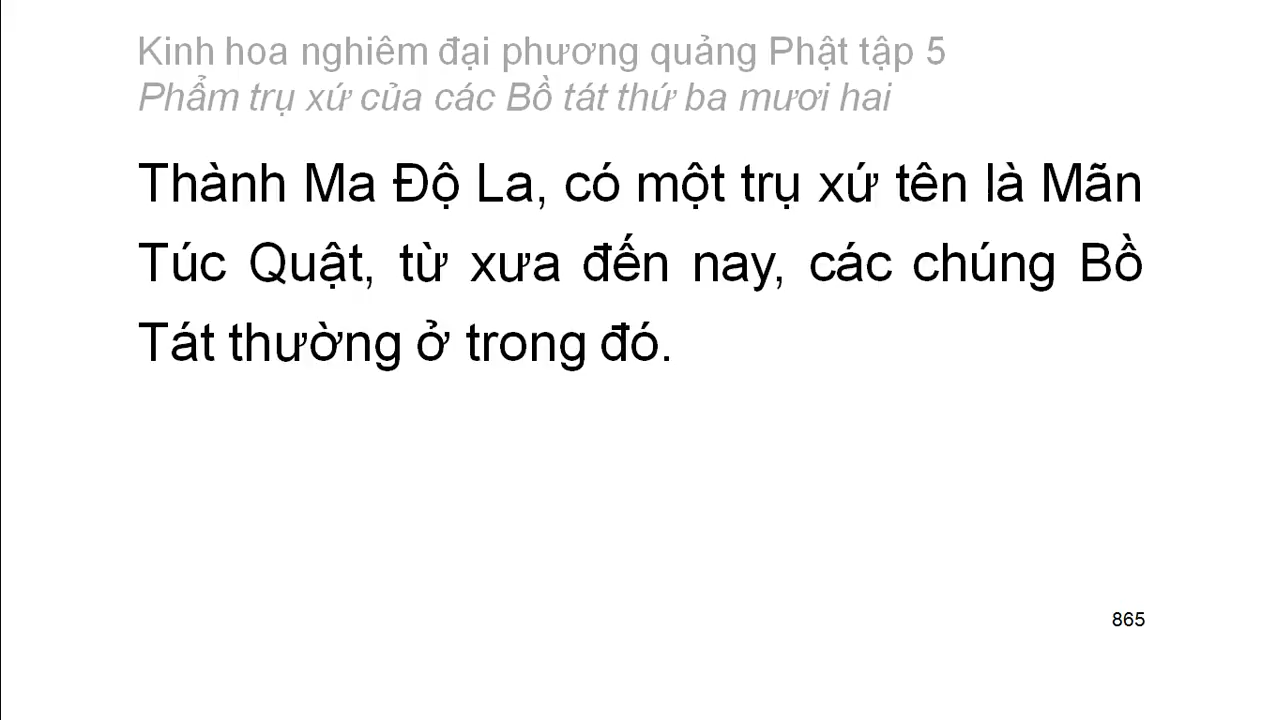 Kinh hoa nghiêm đại phương quảng Phật tập 5
Phẩm trụ xứ của các Bồ tát thứ ba mươi hai
Thành Ma Độ La, có một trụ xứ tên là Mãn
Túc Quật, từ xưa đến nay, các chúng Bồ
Tát thường ở trong đó.
865